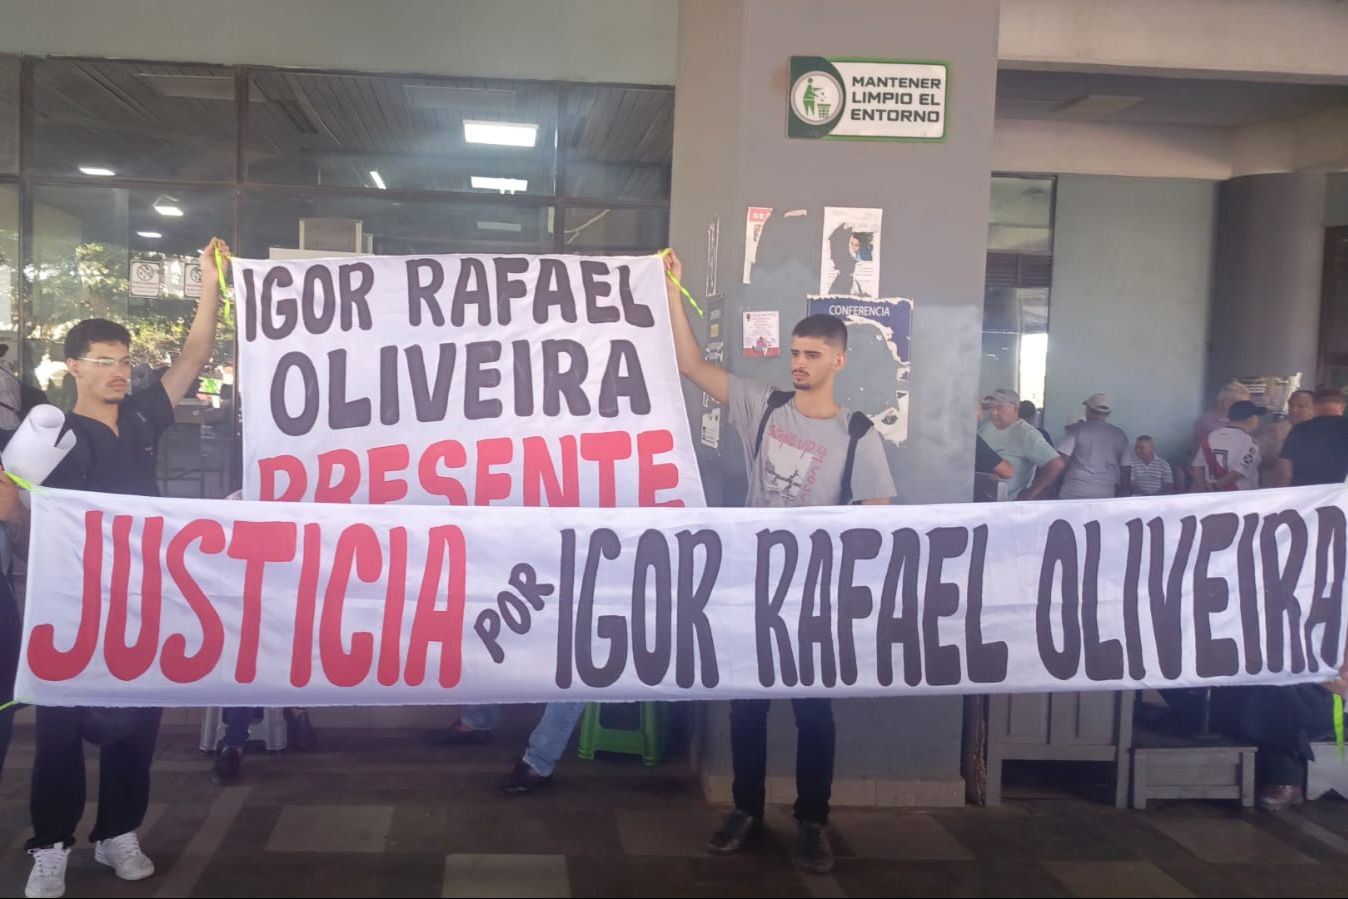 MANTENER
LIMPIO EL
ENTORNO
CONFERENCIA
IGOR RAFAEL
OLIVEIRA
PRESENTE
JUSTICIA POR IGOR RAFAEL OLIVEIRA